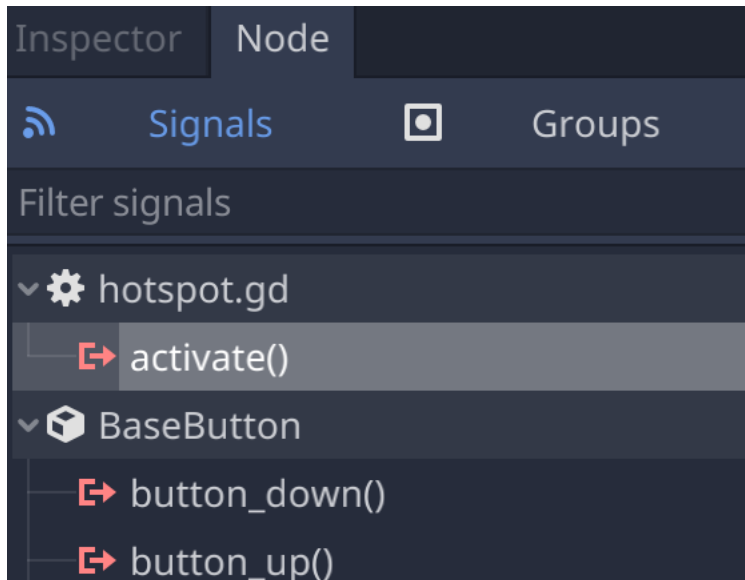 Inspector Node
Signals Groups
Filter signals
hotspot.gd
activate()
BaseButton
button_down()
button_up()